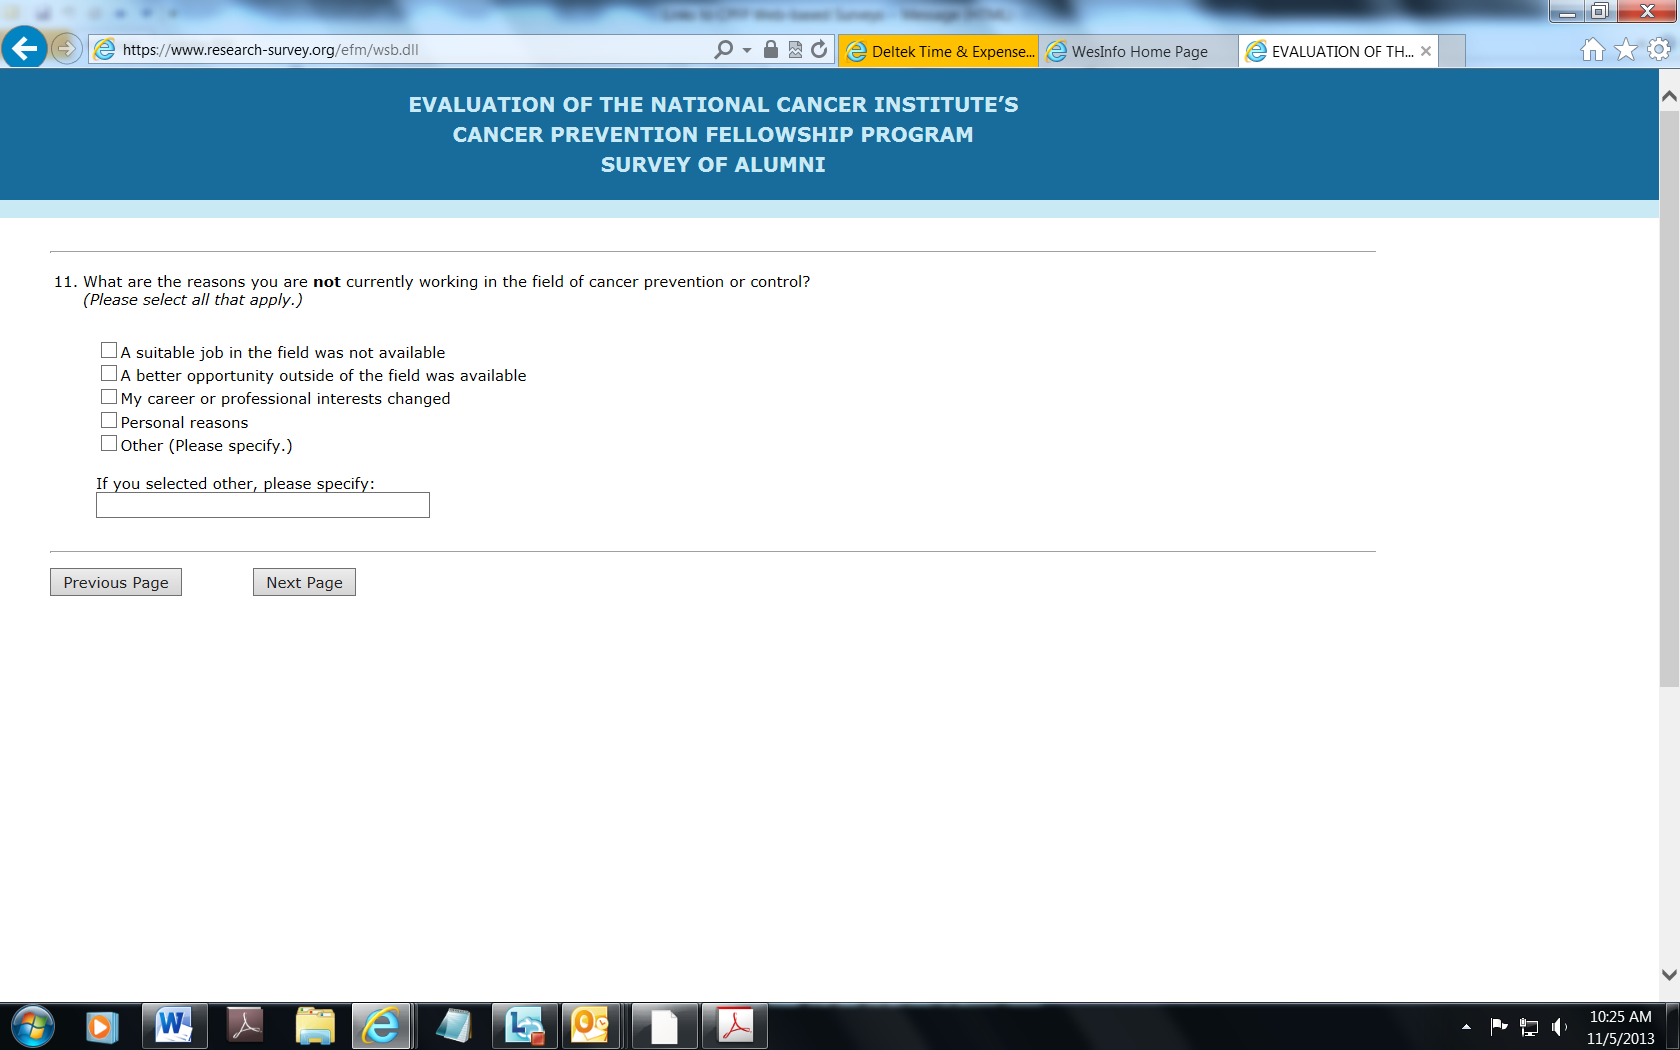 https://www.research-survey.org/efm/wsb.dll
Deltek Time & Expense...
WesInfo Home Page
EVALUATION OF TH...
EVALUATION OF THE NATIONAL CANCER INSTITUTE’S
CANCER PREVENTION FELLOWSHIP PROGRAM
SURVEY OF ALUMNI
11. What are the reasons you are not currently working in the field of cancer prevention or control?
(Please select all that apply.)
A suitable job in the field was not available
A better opportunity outside of the field was available
My career or professional interests changed
Personal reasons
Other (Please specify.)
If you selected other, please specify:
Previous Page
Next Page
10:25 AM
11/5/2013